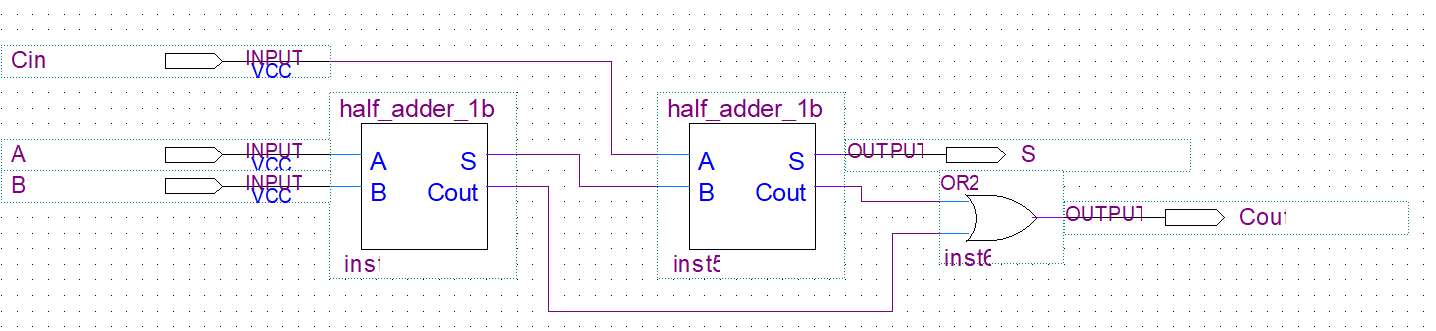 Cin
INPUT
VCC
half_adder_1b
half_adder_1b
A
INPUT
VCC
A
S
A
S
OUTPUT
S
B
INPUT
VCC
B
Cout
B
Cout
OR2
OUTPUT
Cout
inst
inst5
inst6